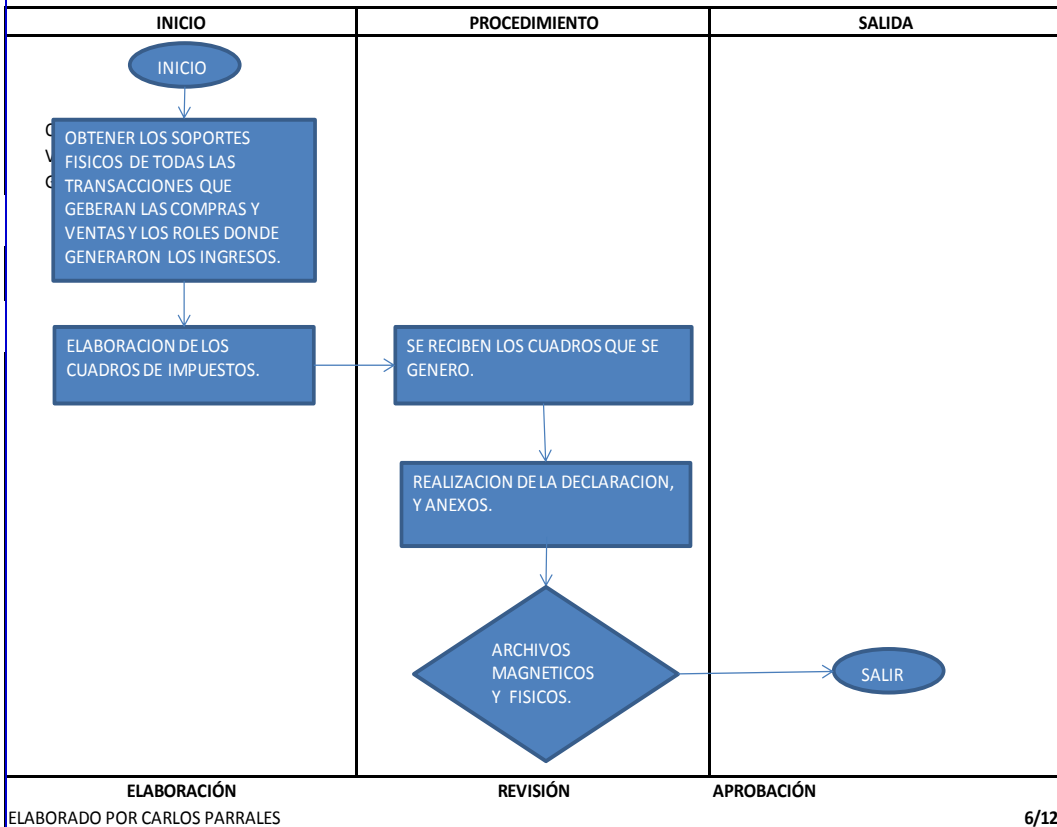 INICIO PROCEDIMIENTO SALIDA
INICIO
OBTENER LOS SOPORTES
FISICOS DE TODAS LAS
TRANSACCIONES QUE
GEBERAN LAS COMPRAS Y
VENTAS Y LOS ROLES DONDE
GENERARON LOS INGRESOS.
ELABORACION DE LOS
CUADROS DE IMPUESTOS.
SE RECIBEN LOS CUADROS QUE SE
GENERO.
REALIZACION DE LA DECLARACION,
Y ANEXOS.
ARCHIVOS
MAGNETICOS
Y FISICOS.
SALIR
ELABORACIÓN REVISIÓN APROBACIÓN
ELABORADO POR CARLOS PARRALES 6/12